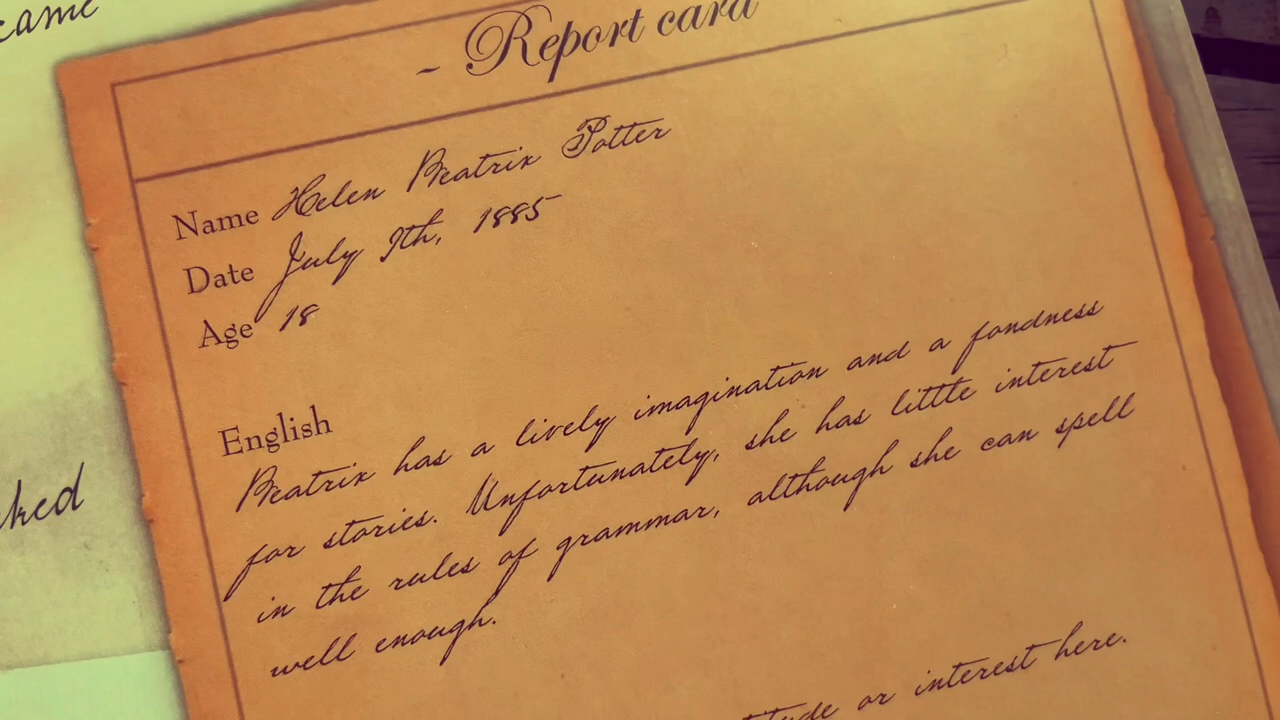 came
- Report card
Name Helen Beatrix Potter
Date July 9th, 1885
Age 18
English
Beatrix has a lively imagination and a fondness
for stories. Unfortunately, she has little interest
in the rules of grammar, although she can spell
well enough.
or interest here.